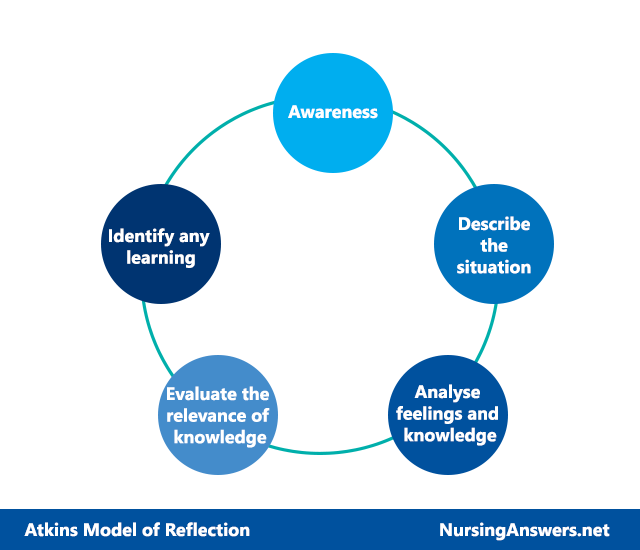 Awareness
Describe
the
situation
Analyse
feelings and
knowledge
Evaluate the
relevance of
knowledge
Identify any
learning
Atkins Model of Reflection
NursingAnswers.net